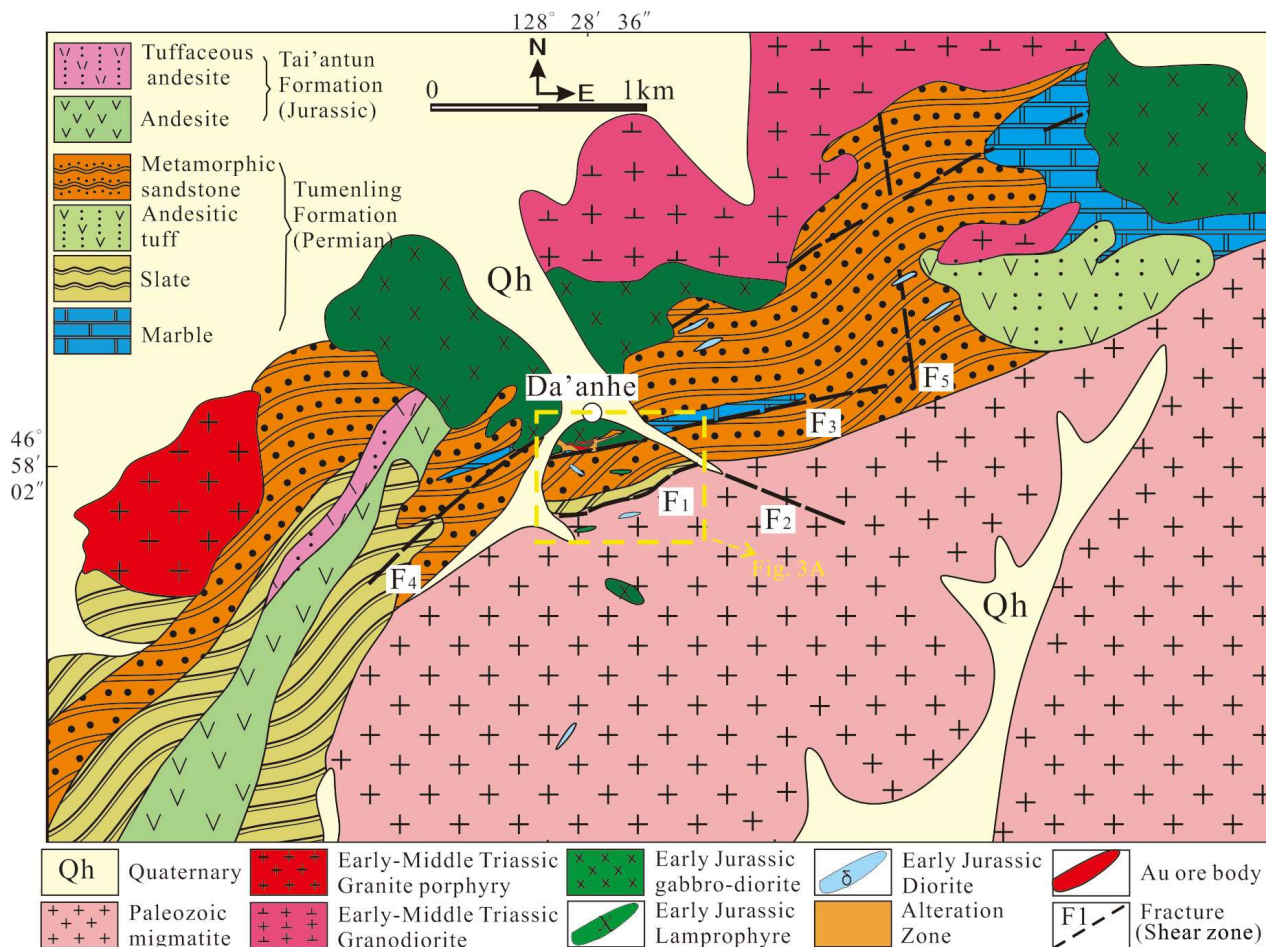 128° 28′ 36″
N
E
0 1km
Tuffaceous
andesite
Tai’antun
Formation
(Jurassic)
Andesite
Metamorphic
sandstone
Andesitic
tuff
Slate
Marble
Tumenling
Formation
(Permian)
46°
58′
02″
Qh
Da’anhe
F5
F3
F1
F2
F4
Fig. 3A
Qh
Qh
Quaternary
Early-Middle Triassic
Granite porphyry
Early Jurassic
gabbro-diorite
δ
Early Jurassic
Diorite
Au ore body
Paleozoic
migmatite
Early-Middle Triassic
Granodiorite
Early Jurassic
Lamprophyre
Alteration
Zone
F1
Fracture
(Shear zone)